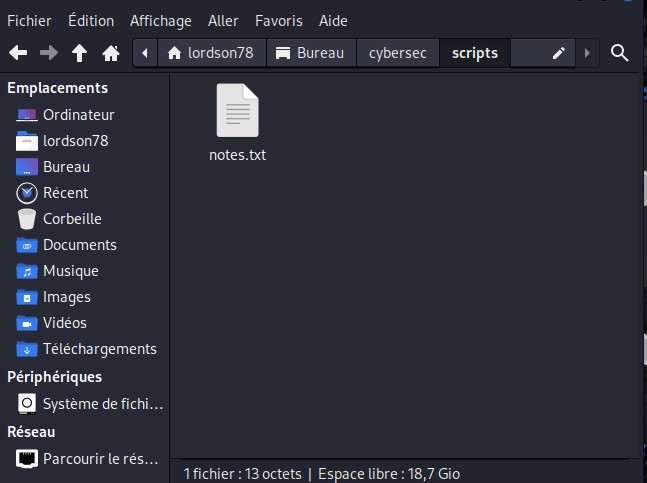 Fichier Édition Affichage Aller Favoris Aide
lordson78 Bureau cybersec scripts
Emplacements
Ordinateur
lordson78
Bureau
Récent
Corbeille
Documents
Musique
Images
Vidéos
Téléchargements
Périphériques
Système de fichi…
Réseau
Parcourir le rés…
notes.txt
1 fichier : 13 octets | Espace libre : 18,7 Gio